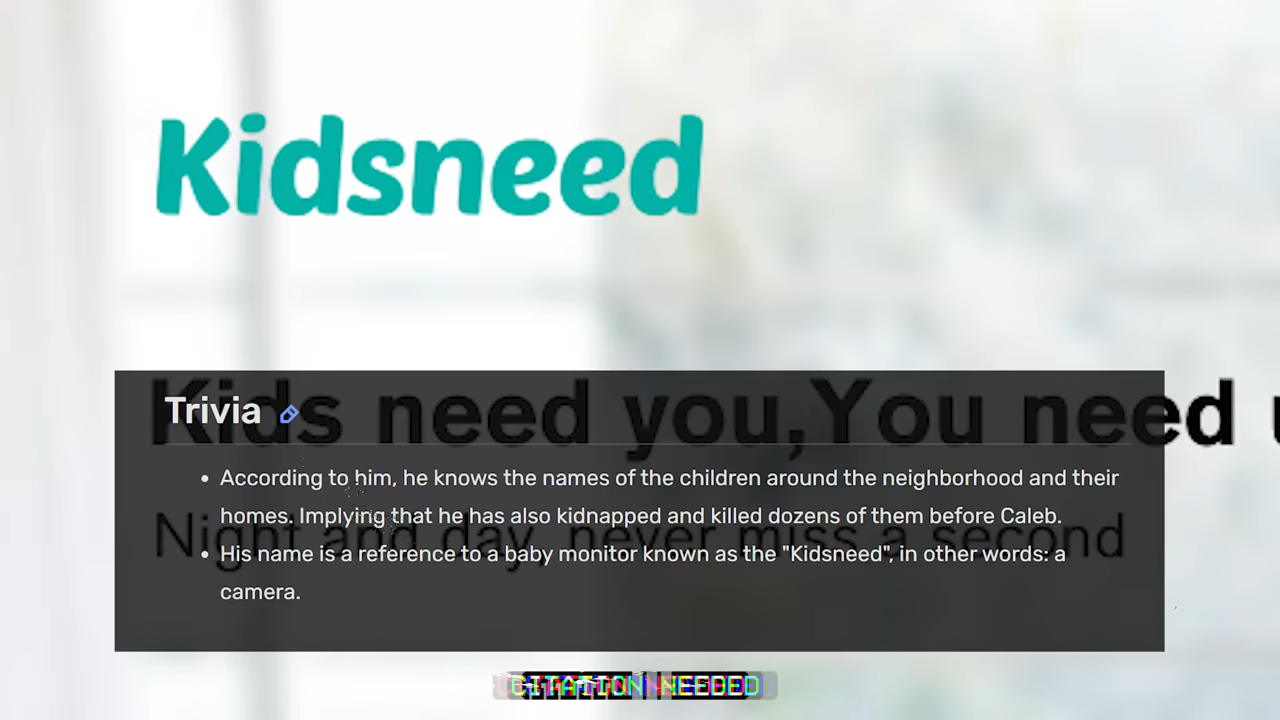 Kidsneed
Kids need you,You need u
Trivia
Night and day, never miss a second
• According to him, he knows the names of the children around the neighborhood and their
homes. Implying that he has also kidnapped and killed dozens of them before Caleb.
• His name is a reference to a baby monitor known as the "Kidsneed", in other words: a
camera.
CITATION NEEDED